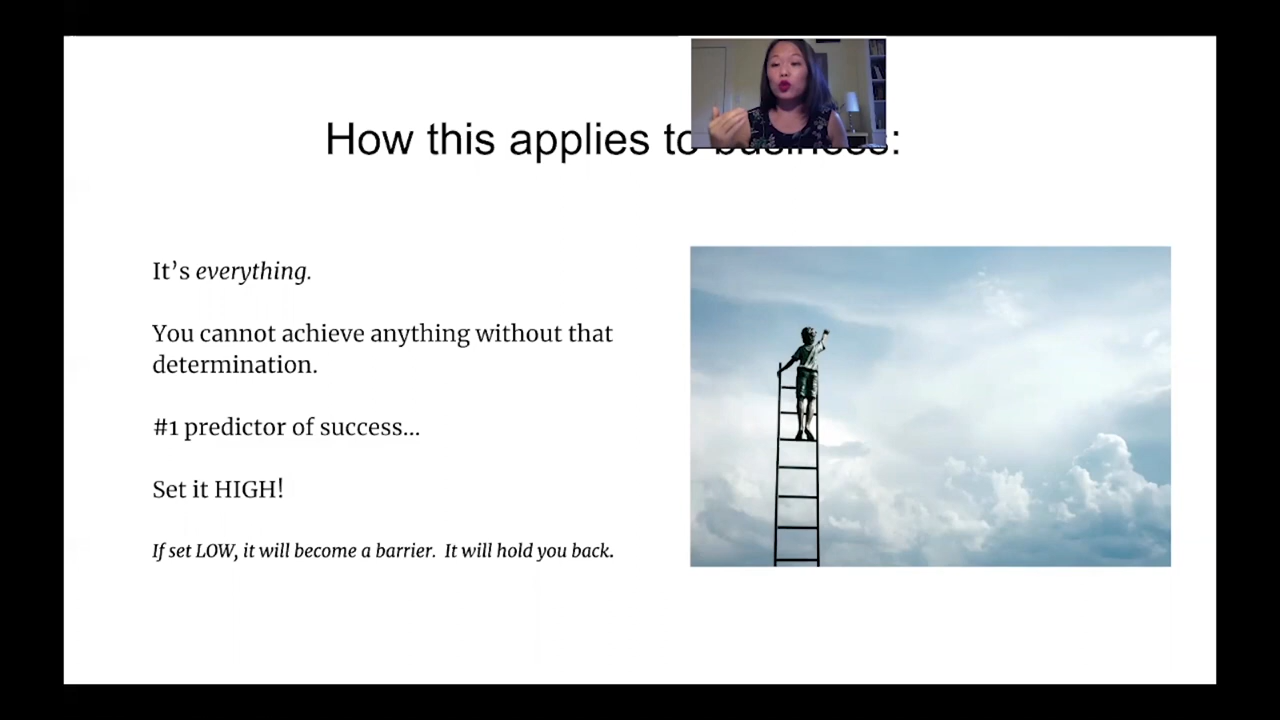 How this applies to business:
It’s everything.
You cannot achieve anything without that
determination.
#1 predictor of success...
Set it HIGH!
If set LOW, it will become a barrier.  It will hold you back.